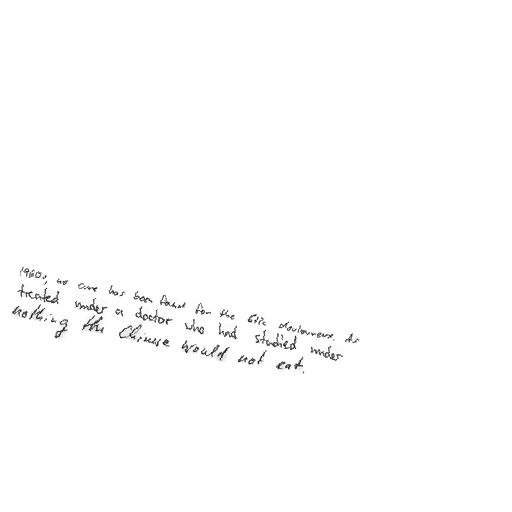 1960s, no cure has been found for the tic douloureux. As
treated under a doctor who had studied under
nothing the Chinese would not eat.